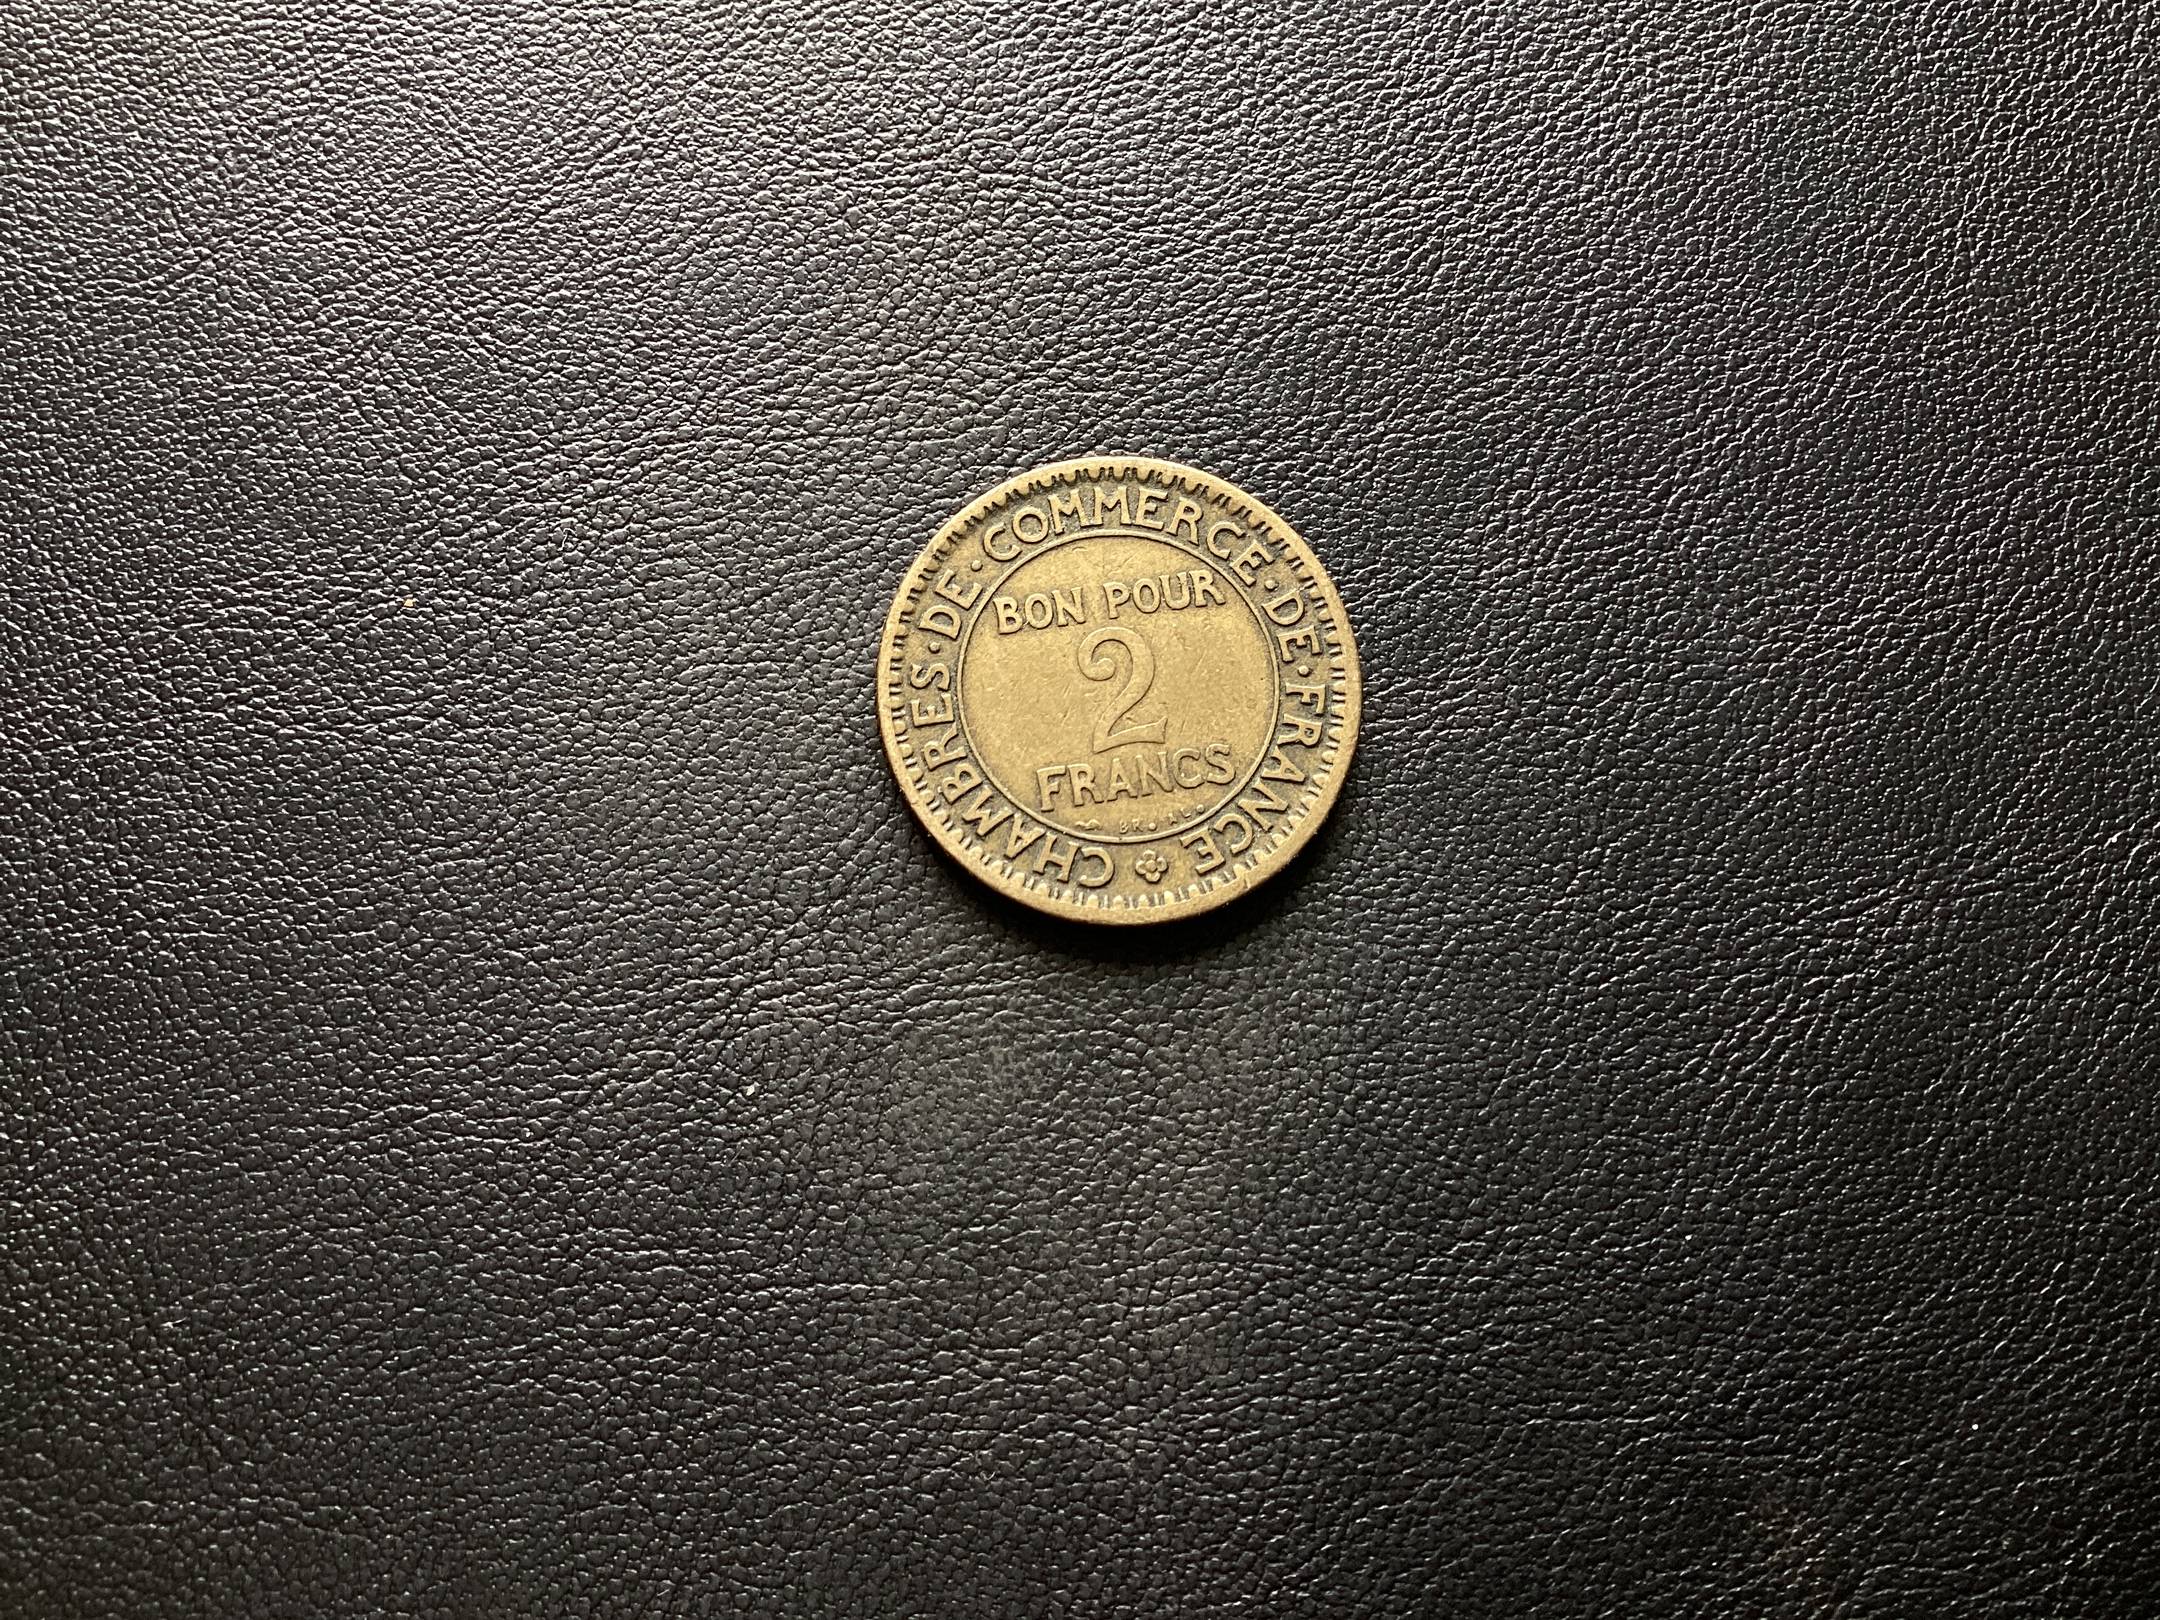 CHAMBRES·DE·COMMERCE·DE·FRANCE
BON POUR
2
FRANCS